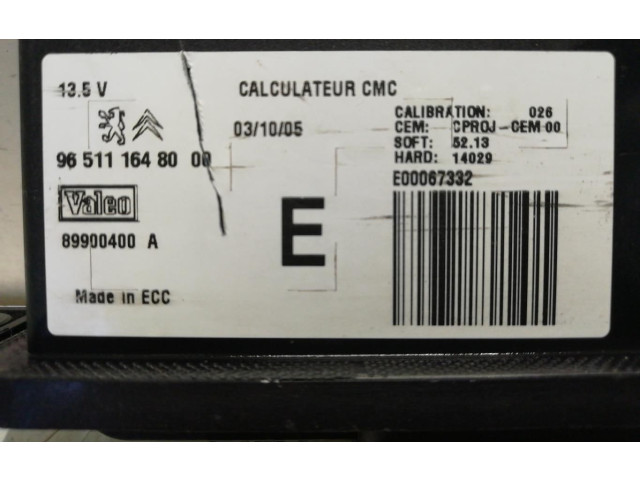 13.5 V
CALCULATEUR CMC
CALIBRATION: 026
03/10/05
CEM: CPROJ-CEM 00
SOFT: 52.13
HARD: 14029
96 511 164 80 00
E00067332
Valeo
E
89900400 A
Made in ECC